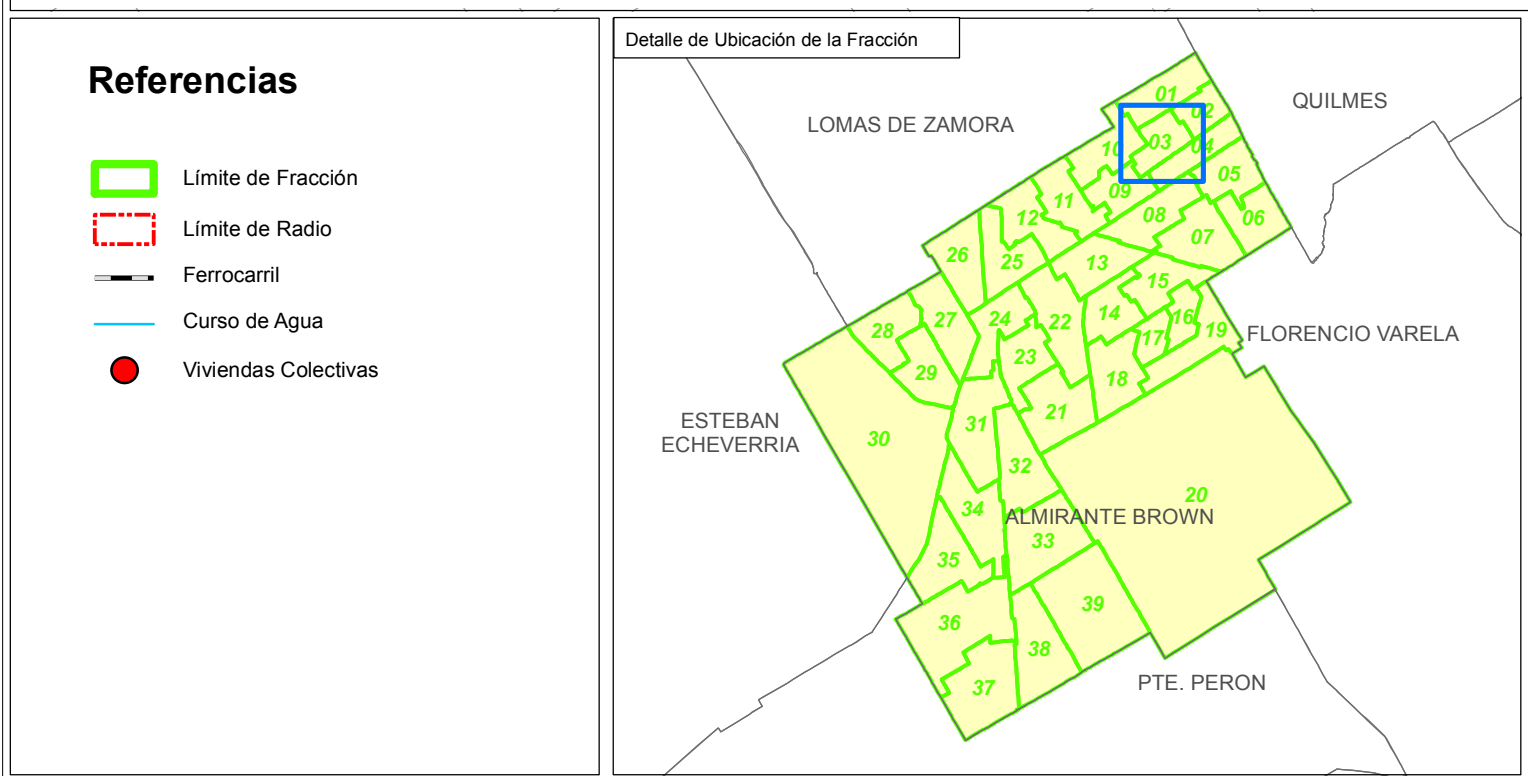 Referencias
Límite de Fracción
Límite de Radio
Ferrocarril
Curso de Agua
Viviendas Colectivas
Detalle de Ubicación de la Fracción
LOMAS DE ZAMORA
QUILMES
FLORENCIO VARELA
ESTEBAN
ECHEVERRIA
ALMIRANTE BROWN
PTE. PERON
01
02
03
04
10
05
09
11
06
12
08
07
26
25
13
15
27
24
22
14
16
28
17
19
23
29
18
21
31
30
32
20
34
33
35
39
36
38
37